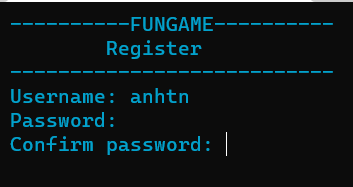 ----------FUNGAME----------
Register
---------------------------
Username: anhtn
Password:
Confirm password: